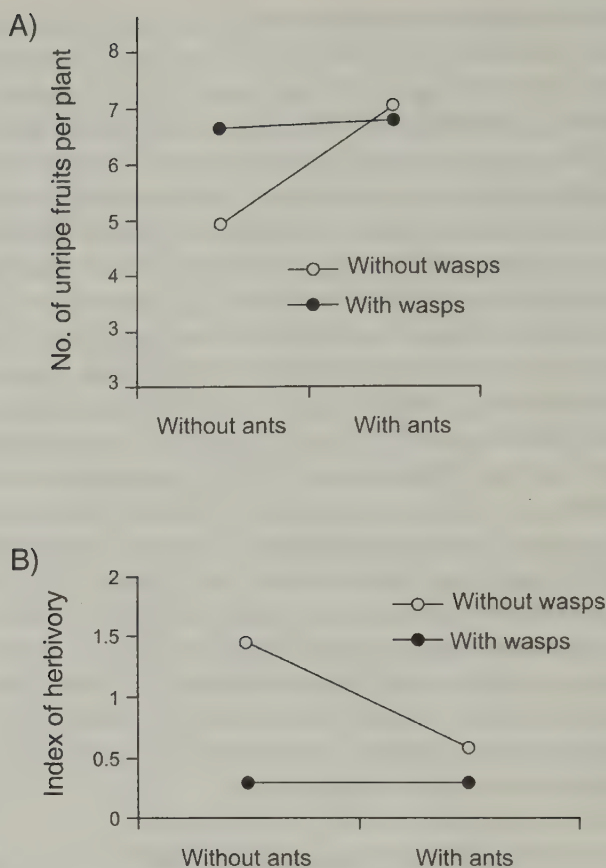 A)
No. of unripe fruits per plant
8
7
6
5
4
3
3
Without wasps
With wasps
Without ants
With ants
B)
Index of herbivory
2
1.5
1
0.5
0
Without wasps
With wasps
Without ants
With ants